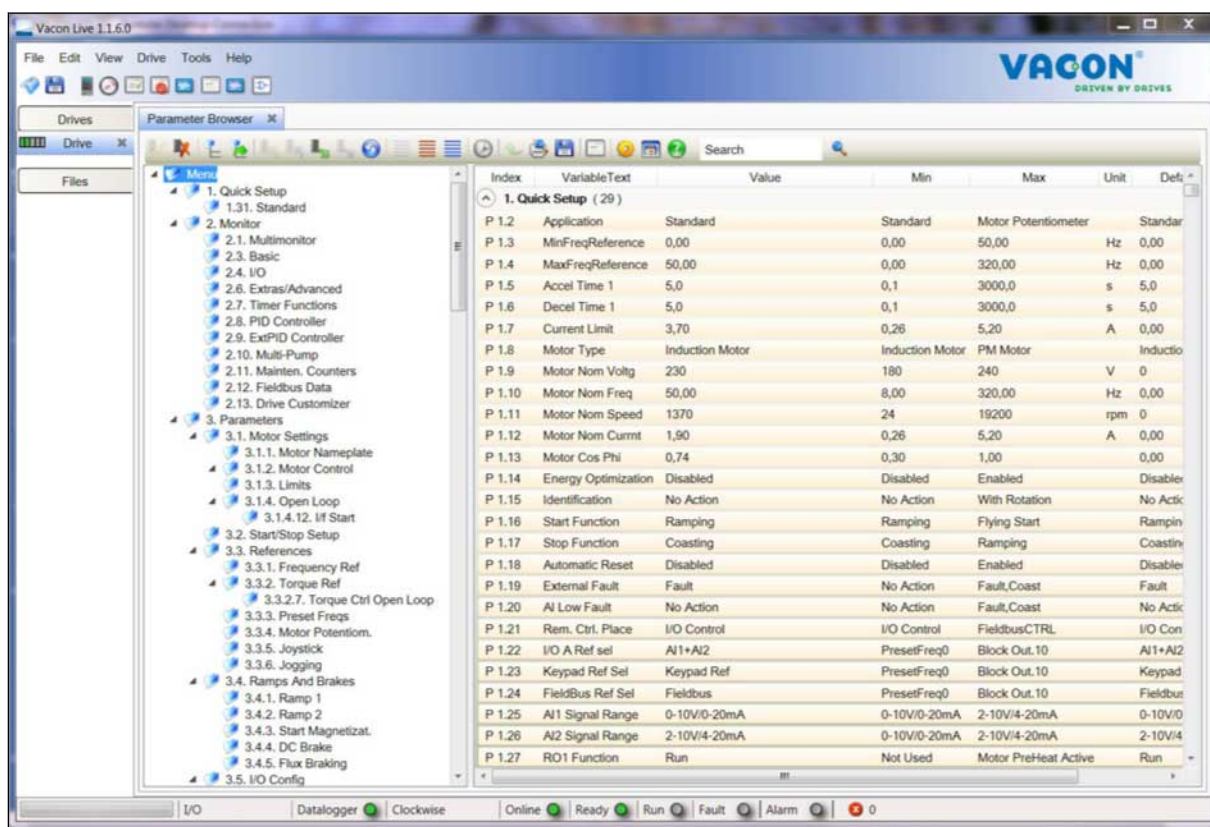 Vacon Live 1.1.6.0
File Edit View Drive Tools Help
VACON®
DRIVEN BY DRIVES
Drives
Drive
Files
Parameter Browser
Search
Menu
1. Quick Setup
1.31. Standard
2. Monitor
2.1. Multimonitor
2.3. Basic
2.4. I/O
2.6. Extras/Advanced
2.7. Timer Functions
2.8. PID Controller
2.9. ExtPID Controller
2.10. Multi-Pump
2.11. Mainten. Counters
2.12. Fieldbus Data
2.13. Drive Customizer
3. Parameters
3.1. Motor Settings
3.1.1. Motor Nameplate
3.1.2. Motor Control
3.1.3. Limits
3.1.4. Open Loop
3.1.4.12. I/f Start
3.2. Start/Stop Setup
3.3. References
3.3.1. Frequency Ref
3.3.2. Torque Ref
3.3.2.7. Torque Ctrl Open Loop
3.3.3. Preset Freqs
3.3.4. Motor Potentiom.
3.3.5. Joystick
3.3.6. Jogging
3.4. Ramps And Brakes
3.4.1. Ramp 1
3.4.2. Ramp 2
3.4.3. Start Magnetizat.
3.4.4. DC Brake
3.4.5. Flux Braking
3.5. I/O Config
Index VariableText Value Min Max Unit Defa
1. Quick Setup (29)
P 1.2 Application Standard Standard Motor Potentiometer Standar
P 1.3 MinFreqReference 0,00 0,00 50,00 Hz 0,00
P 1.4 MaxFreqReference 50,00 0,00 320,00 Hz 0,00
P 1.5 Accel Time 1 5,0 0,1 3000,0 s 5,0
P 1.6 Decel Time 1 5,0 0,1 3000,0 s 5,0
P 1.7 Current Limit 3,70 0,26 5,20 A 0,00
P 1.8 Motor Type Induction Motor Induction Motor PM Motor Inductio
P 1.9 Motor Nom Voltg 230 180 240 V 0
P 1.10 Motor Nom Freq 50,00 8,00 320,00 Hz 0,00
P 1.11 Motor Nom Speed 1370 24 19200 rpm 0
P 1.12 Motor Nom Currnt 1,90 0,26 5,20 A 0,00
P 1.13 Motor Cos Phi 0,74 0,30 1,00 0,00
P 1.14 Energy Optimization Disabled Disabled Enabled Disabled
P 1.15 Identification No Action No Action With Rotation No Actic
P 1.16 Start Function Ramping Ramping Flying Start Rampin
P 1.17 Stop Function Coasting Coasting Ramping Coastin
P 1.18 Automatic Reset Disabled Disabled Enabled Disabled
P 1.19 External Fault Fault No Action Fault,Coast Fault
P 1.20 AI Low Fault No Action No Action Fault,Coast No Actic
P 1.21 Rem. Ctrl. Place I/O Control I/O Control FieldbusCTRL I/O Con
P 1.22 I/O A Ref sel AI1+AI2 PresetFreq0 Block Out.10 AI1+AI2
P 1.23 Keypad Ref Sel Keypad Ref PresetFreq0 Block Out.10 Keypad
P 1.24 FieldBus Ref Sel Fieldbus PresetFreq0 Block Out.10 Fieldbus
P 1.25 AI1 Signal Range 0-10V/0-20mA 0-10V/0-20mA 2-10V/4-20mA 0-10V/0
P 1.26 AI2 Signal Range 2-10V/4-20mA 0-10V/0-20mA 2-10V/4-20mA 2-10V/4
P 1.27 RO1 Function Run Not Used Motor PreHeat Active Run
I/O Datalogger Clockwise Online Ready Run Fault Alarm 0